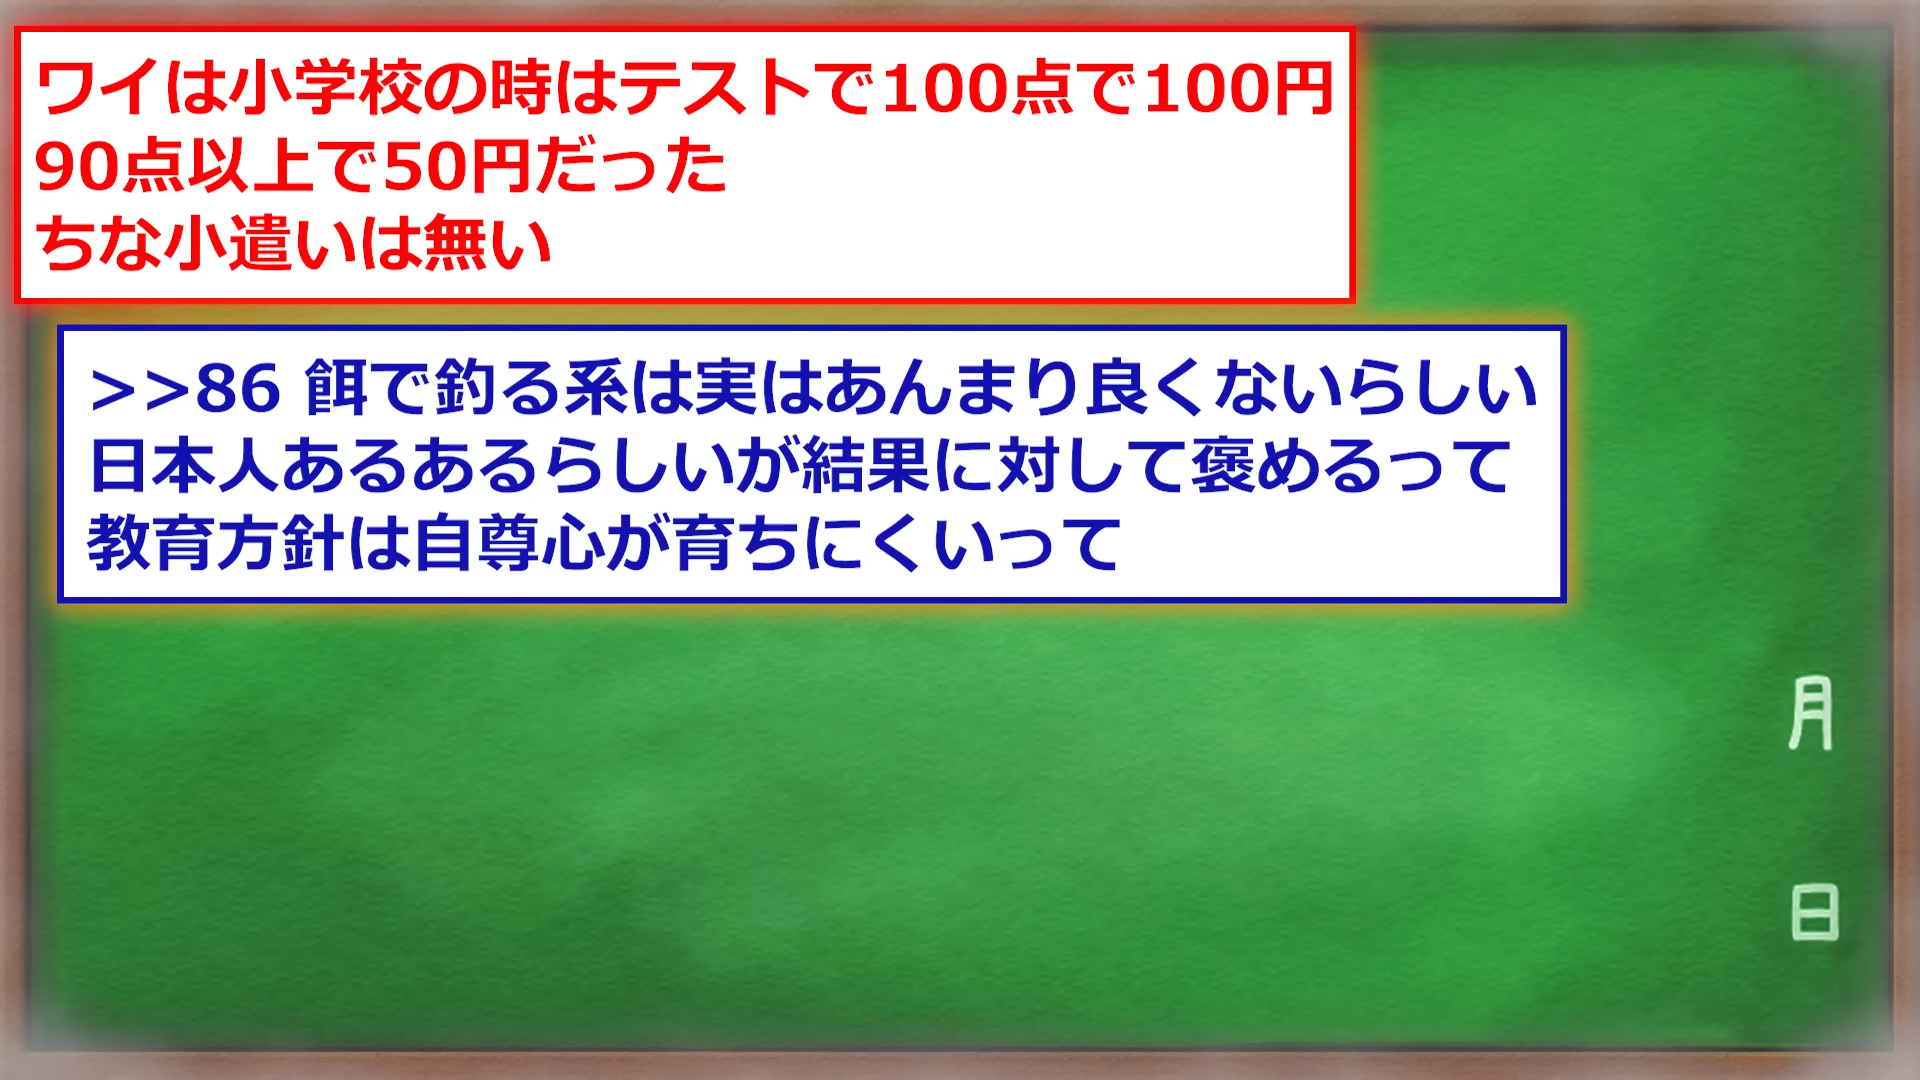 ワイは小学校の時はテストで100点で100円
90点以上で50円だった
ちな小遣いは無い
>>86 餌で釣る系は実はあんまり良くないらしい
日本人あるあるらしいが結果に対して褒めるって
教育方針は自尊心が育ちにくいって
月
日